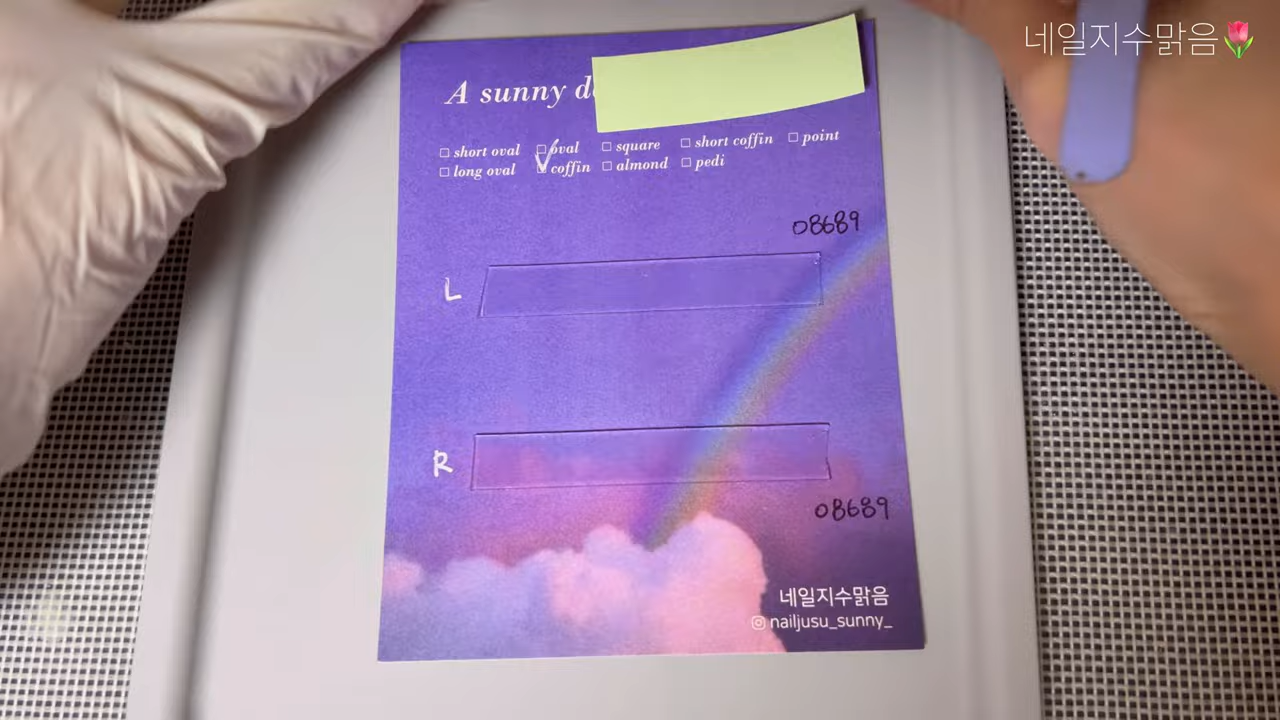 네일지수맑음🌷
A sunny
☐ short oval ☐ oval ☐ square ☐ short coffin ☐ point
☐ long oval ☑ coffin ☐ almond ☐ pedi
08689
L
R
08689
네일지수맑음
nailjusu_sunny_